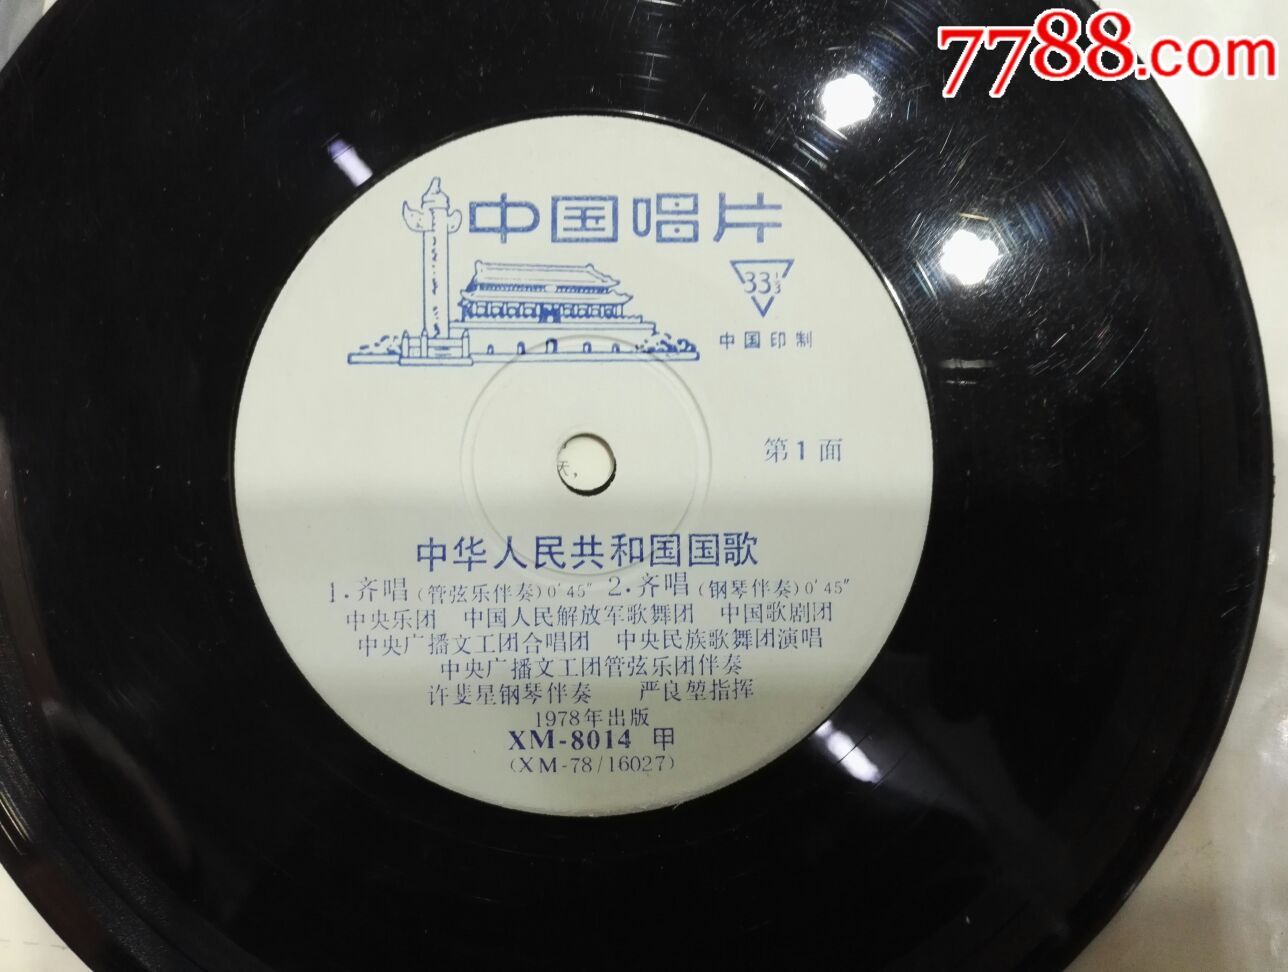 7788.com
中国唱片
33⅓
中国印制
第1面
天，
中华人民共和国国歌
1.齐唱(管弦乐伴奏)0′45″ 2.齐唱(钢琴伴奏)0′45″
中央乐团 中国人民解放军歌舞团 中国歌剧团
中央广播文工团合唱团 中央民族歌舞团演唱
中央广播文工团管弦乐团伴奏
许斐星钢琴伴奏 严良堃指挥
1978年出版
XM-8014 甲
(XM-78/16027)